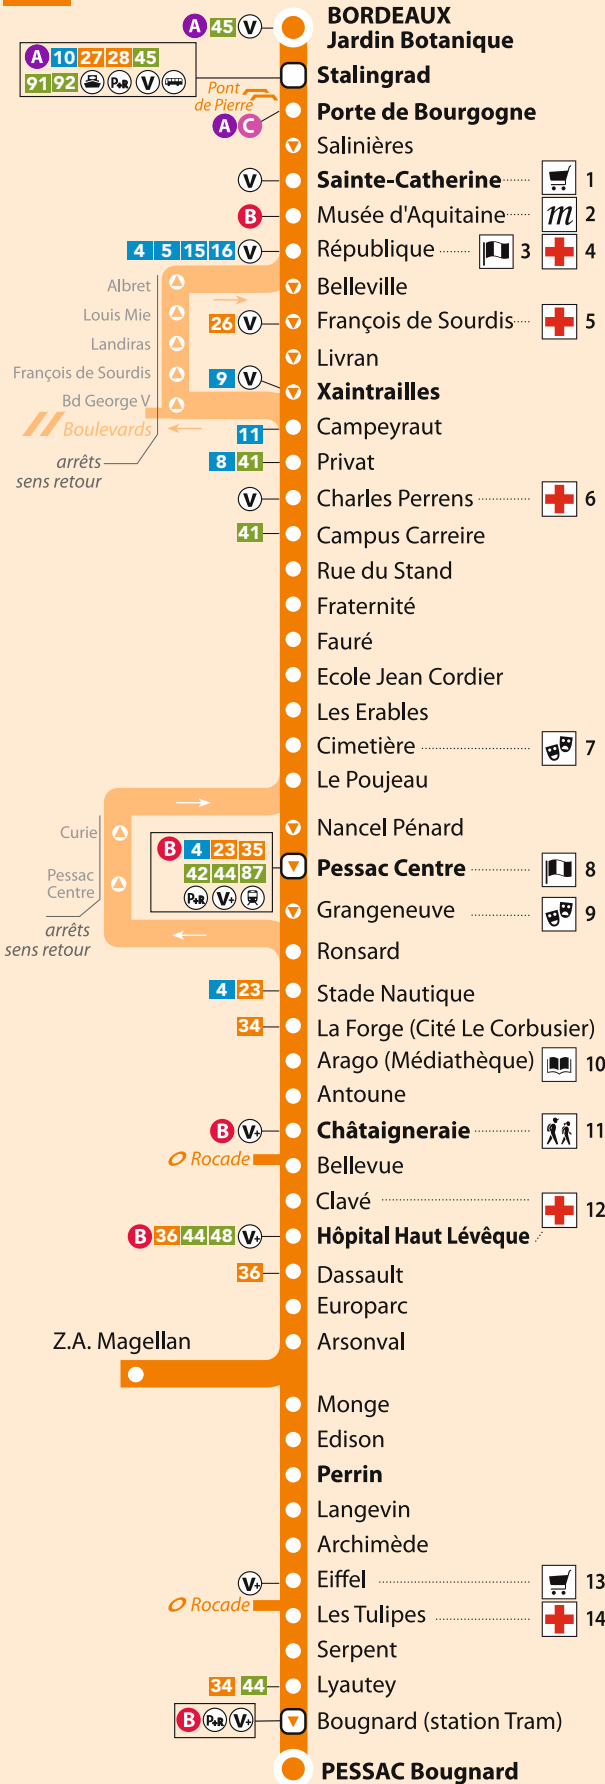 A 45 V
BORDEAUX
Jardin Botanique
A 10 27 28 45
91 92 P+R V
Stalingrad
Pont
de Pierre
A C
Porte de Bourgogne
Salinières
V
Sainte-Catherine 1
B
Musée d'Aquitaine m 2
4 5 15 16 V
République 3 4
Albret
Belleville
Louis Mie
26 V
François de Sourdis 5
Landiras
Livran
François de Sourdis
9 V
Xaintrailles
Bd George V
Boulevards
11
Campeyraut
arrêts
sens retour
8 41
Privat
V
Charles Perrens 6
41
Campus Carreire
Rue du Stand
Fraternité
Fauré
Ecole Jean Cordier
Les Erables
Cimetière 7
Le Poujeau
Curie
Nancel Pénard
B 4 23 35
42 44 87
P+R V+
Pessac Centre 8
Pessac
Centre
Grangeneuve 9
arrêts
sens retour
Ronsard
4 23
Stade Nautique
34
La Forge (Cité Le Corbusier)
Arago (Médiathèque) 10
Antoune
B V+
Châtaigneraie 11
Rocade
Bellevue
Clavé 12
B 36 44 48 V+
Hôpital Haut Lévêque
36
Dassault
Europarc
Z.A. Magellan
Arsonval
Monge
Edison
Perrin
Langevin
Archimède
V+
Eiffel 13
Rocade
Les Tulipes 14
Serpent
34 44
Lyautey
B P+R V+
Bougnard (station Tram)
PESSAC Bougnard